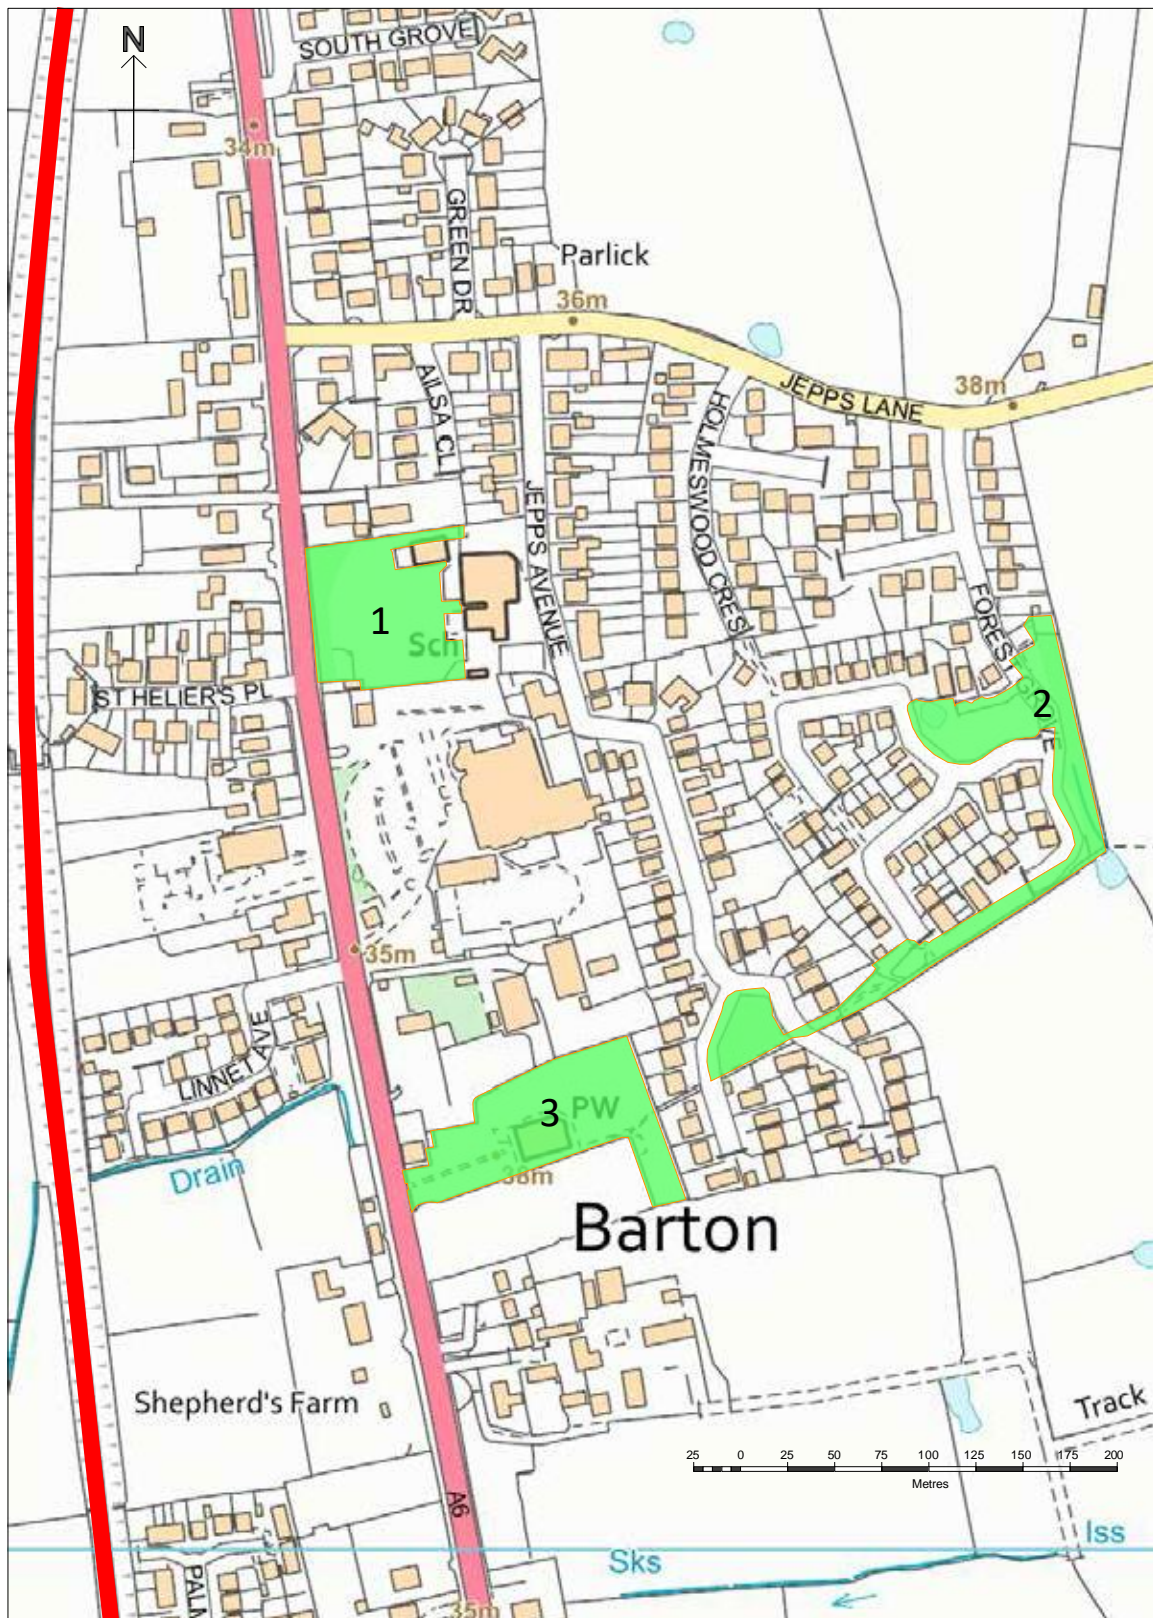 SOUTH GROVE
N
34m
GREEN DR
Parlick
36m
AILSA CL
JEPPS LANE
38m
HOLMESWOOD CRES
JEPPS AVENUE
1
Sch
FORES
GROVE
2
ST HELIER'S PL
35m
LINNET AVE
3
PW
38m
Drain
Barton
Shepherd's Farm
Track
25 0 25 50 75 100 125 150 175 200
Metres
A6
Iss
Sks
PALM
35m